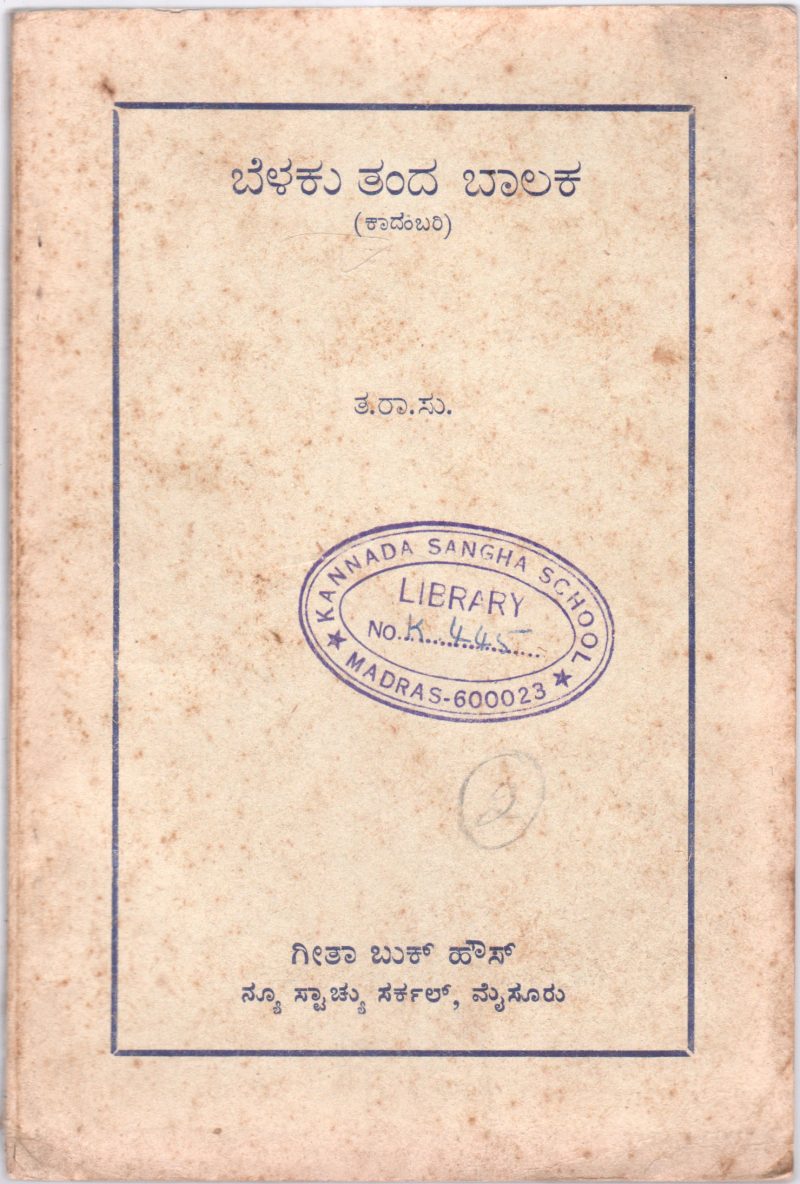 ಬೆಳಕು ತಂದ ಬಾಲಕ
(ಕಾದಂಬರಿ)
ತ.ರಾ.ಸು.
KANNADA SANGHA SCHOOL
LIBRARY
No. K 445
★ MADRAS-600023 ★
2
ಗೀತಾ ಬುಕ್ ಹೌಸ್
ನ್ಯೂ ಸ್ಟಾಚ್ಯು ಸರ್ಕಲ್, ಮೈಸೂರು